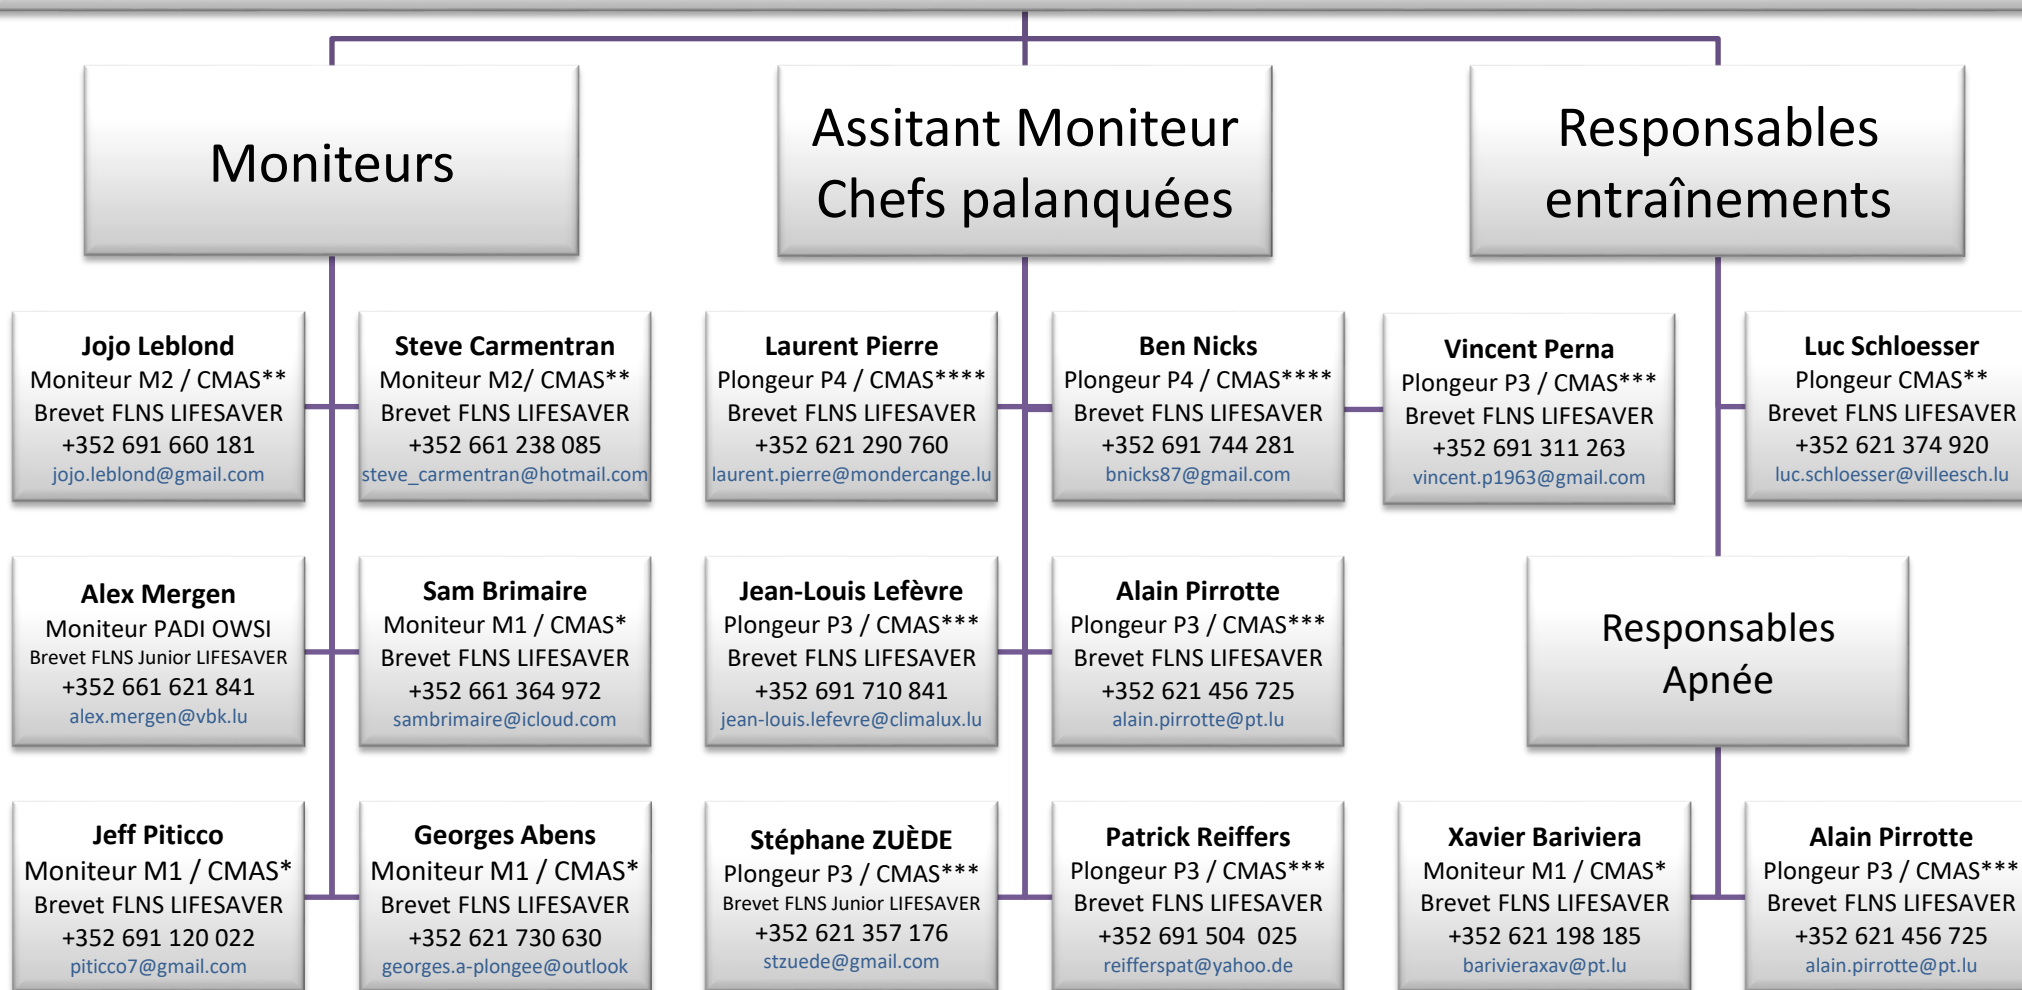 Moniteurs
Assitant Moniteur
Chefs palanquées
Responsables
entraînements
Jojo Leblond
Moniteur M2 / CMAS**
Brevet FLNS LIFESAVER
+352 691 660 181
jojo.leblond@gmail.com
Steve Carmentran
Moniteur M2/ CMAS**
Brevet FLNS LIFESAVER
+352 661 238 085
steve_carmentran@hotmail.com
Laurent Pierre
Plongeur P4 / CMAS****
Brevet FLNS LIFESAVER
+352 621 290 760
laurent.pierre@mondercange.lu
Ben Nicks
Plongeur P4 / CMAS****
Brevet FLNS LIFESAVER
+352 691 744 281
bnicks87@gmail.com
Vincent Perna
Plongeur P3 / CMAS***
Brevet FLNS LIFESAVER
+352 691 311 263
vincent.p1963@gmail.com
Luc Schloesser
Plongeur CMAS**
Brevet FLNS LIFESAVER
+352 621 374 920
luc.schloesser@villeesch.lu
Alex Mergen
Moniteur PADI OWSI
Brevet FLNS Junior LIFESAVER
+352 661 621 841
alex.mergen@vbk.lu
Sam Brimaire
Moniteur M1 / CMAS*
Brevet FLNS LIFESAVER
+352 661 364 972
sambrimaire@icloud.com
Jean-Louis Lefèvre
Plongeur P3 / CMAS***
Brevet FLNS LIFESAVER
+352 691 710 841
jean-louis.lefevre@climalux.lu
Alain Pirrotte
Plongeur P3 / CMAS***
Brevet FLNS LIFESAVER
+352 621 456 725
alain.pirrotte@pt.lu
Responsables
Apnée
Jeff Piticco
Moniteur M1 / CMAS*
Brevet FLNS LIFESAVER
+352 691 120 022
piticco7@gmail.com
Georges Abens
Moniteur M1 / CMAS*
Brevet FLNS LIFESAVER
+352 621 730 630
georges.a-plongee@outlook
Stéphane ZUÈDE
Plongeur P3 / CMAS***
Brevet FLNS Junior LIFESAVER
+352 621 357 176
stzuede@gmail.com
Patrick Reiffers
Plongeur P3 / CMAS***
Brevet FLNS LIFESAVER
+352 691 504  025
reifferspat@yahoo.de
Xavier Bariviera
Moniteur M1 / CMAS*
Brevet FLNS LIFESAVER
+352 621 198 185
barivieraxav@pt.lu
Alain Pirrotte
Plongeur P3 / CMAS***
Brevet FLNS LIFESAVER
+352 621 456 725
alain.pirrotte@pt.lu